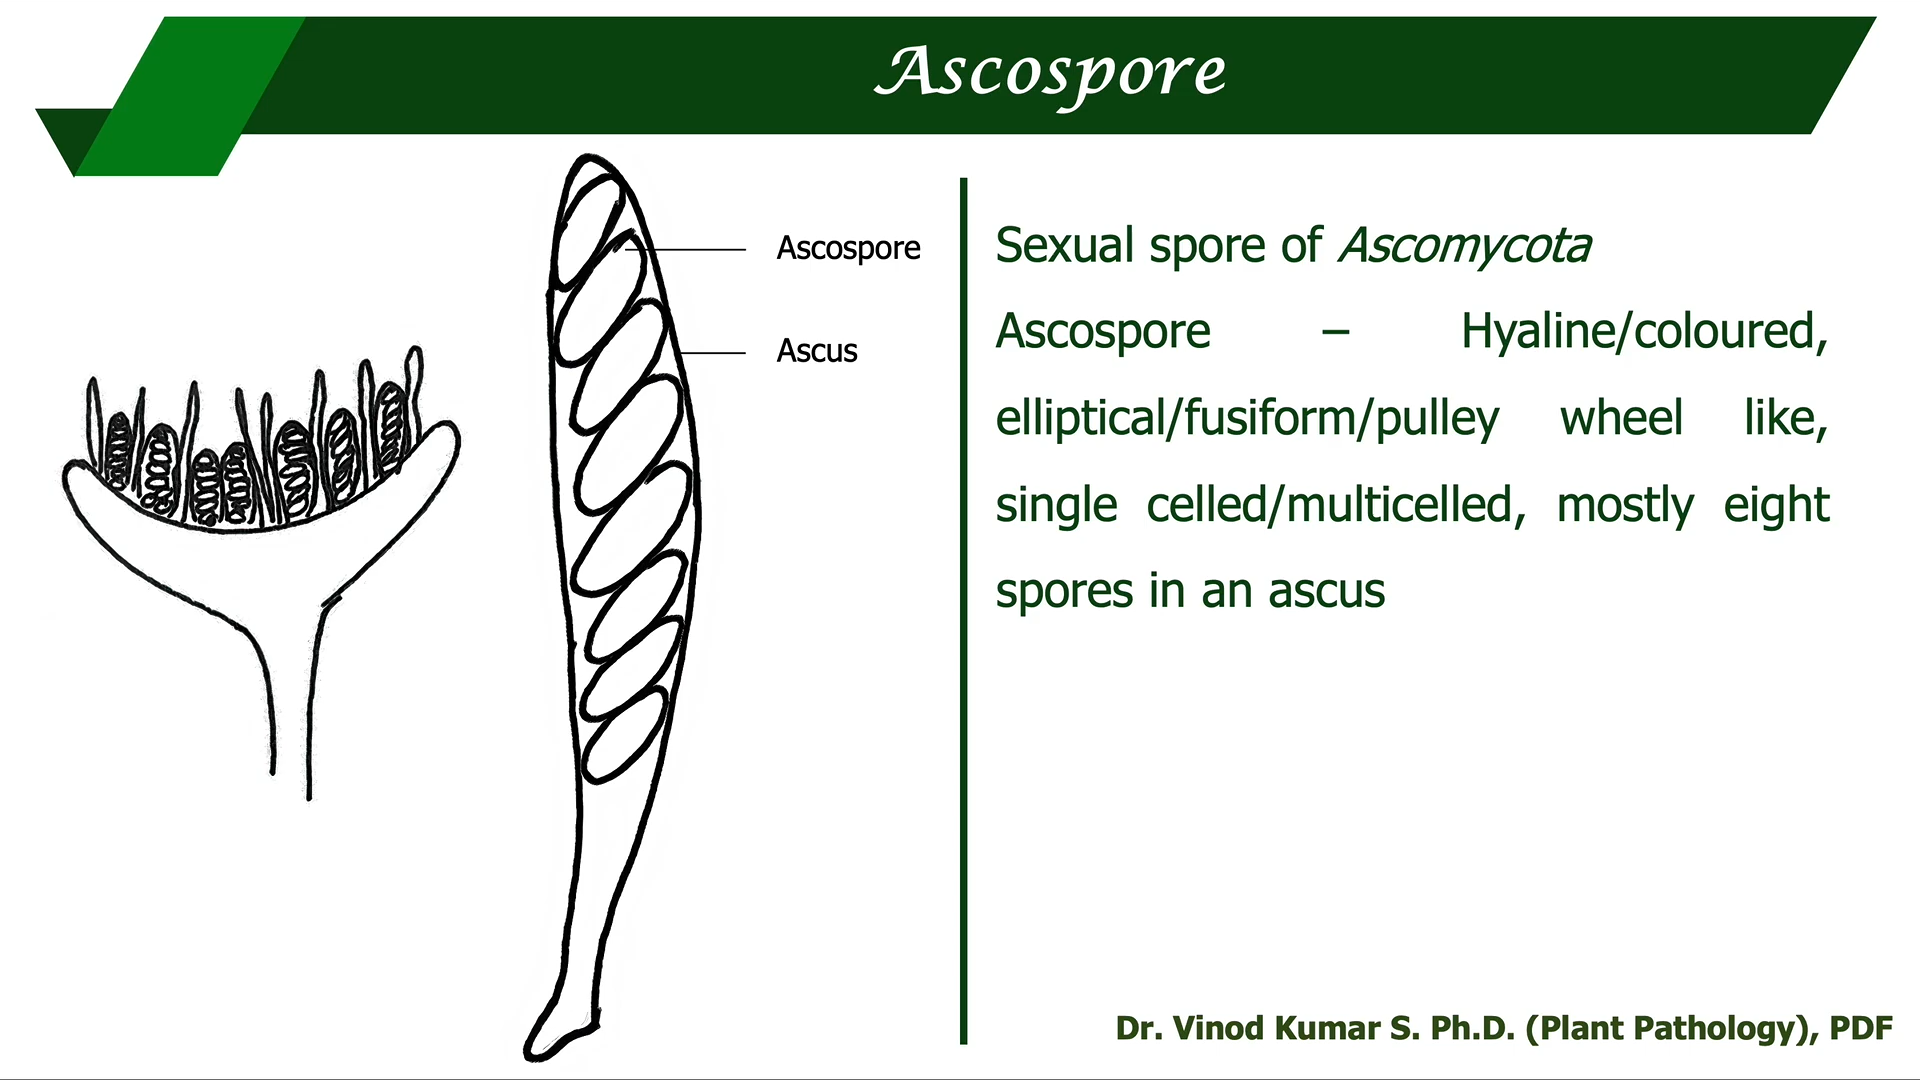 Ascospore
Ascospore
Ascus
Sexual spore of Ascomycota
Ascospore – Hyaline/coloured,
elliptical/fusiform/pulley wheel like,
single celled/multicelled, mostly eight
spores in an ascus
Dr. Vinod Kumar S. Ph.D. (Plant Pathology), PDF